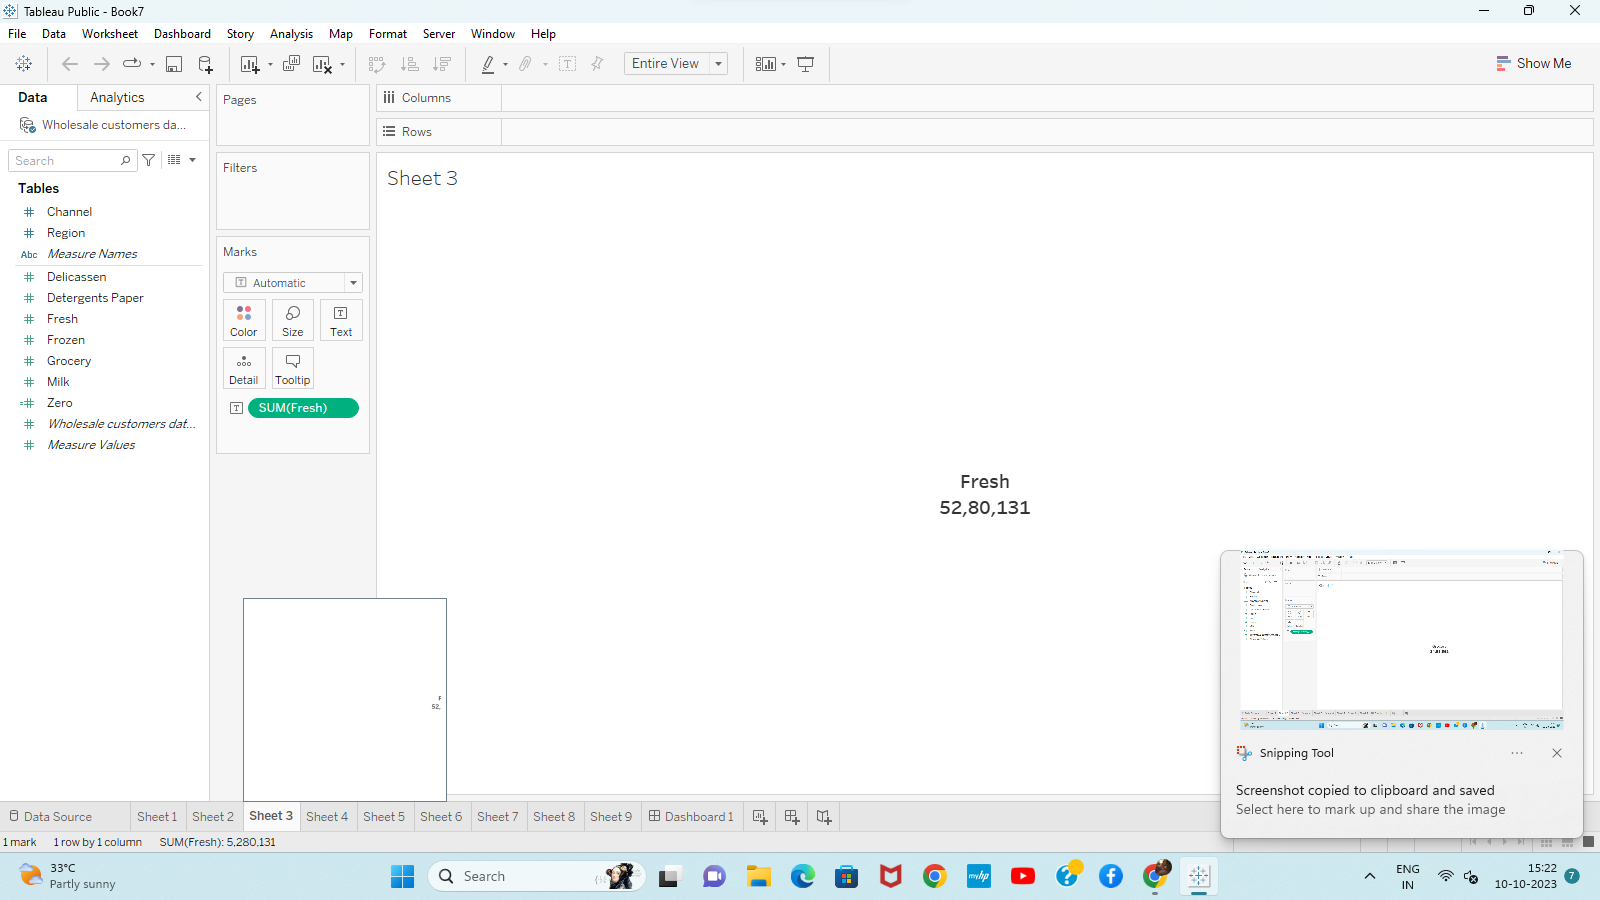 Tableau Public - Book7
File Data Worksheet Dashboard Story Analysis Map Format Server Window Help
Entire View
Show Me
Data Analytics
Wholesale customers da...
Search
Tables
Channel
Region
Abc Measure Names
Delicassen
Detergents Paper
Fresh
Frozen
Grocery
Milk
Zero
Wholesale customers dat...
Measure Values
Pages
Filters
Marks
Automatic
Color Size Text
Detail Tooltip
SUM(Fresh)
Columns
Rows
Sheet 3
Fresh
52,80,131
F
52,
Snipping Tool
Screenshot copied to clipboard and saved
Select here to mark up and share the image
Data Source Sheet 1 Sheet 2 Sheet 3 Sheet 4 Sheet 5 Sheet 6 Sheet 7 Sheet 8 Sheet 9 Dashboard 1
1 mark 1 row by 1 column SUM(Fresh): 5,280,131
33°C
Partly sunny
Search
myhp
ENG
IN
15:22
10-10-2023
7